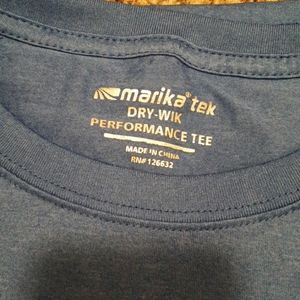 marika® tek
DRY-WIK
PERFORMANCE TEE
MADE IN CHINA
RN# 126632